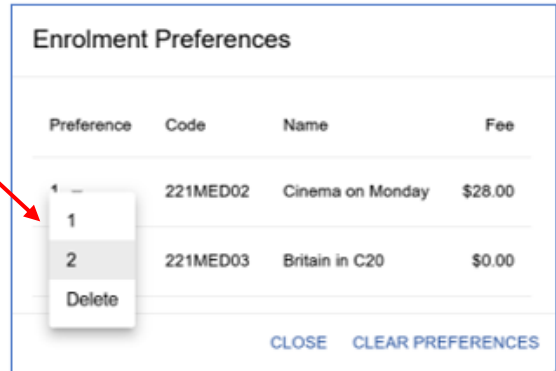 Enrolment Preferences
Preference Code Name Fee
1 221MED02 Cinema on Monday $28.00
1
2 221MED03 Britain in C20 $0.00
Delete
CLOSE CLEAR PREFERENCES